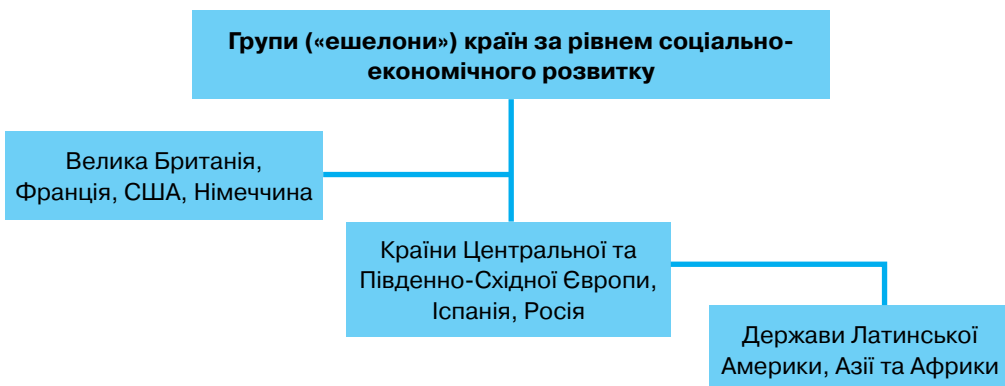 Групи («ешелони») країн за рівнем соціально-
економічного розвитку
Велика Британія,
Франція, США, Німеччина
Країни Центральної та
Південно-Східної Європи,
Іспанія, Росія
Держави Латинської
Америки, Азії та Африки